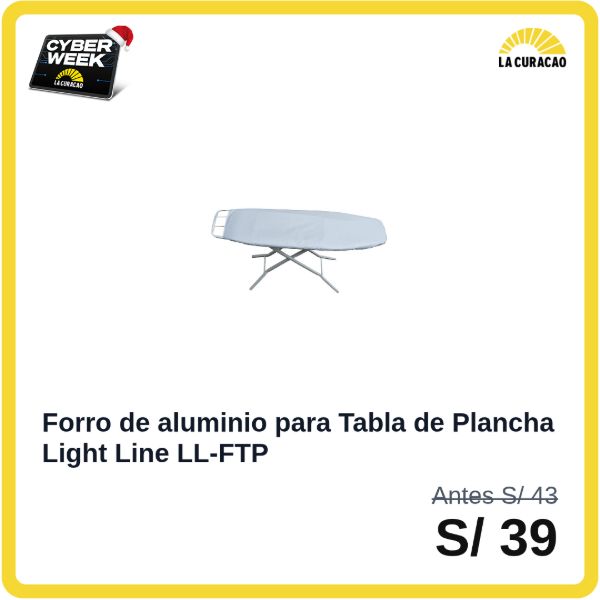 CYBER
WEEK
LA CURACAO
LA CURACAO
Forro de aluminio para Tabla de Plancha
Light Line LL-FTP
Antes S/ 43
S/ 39